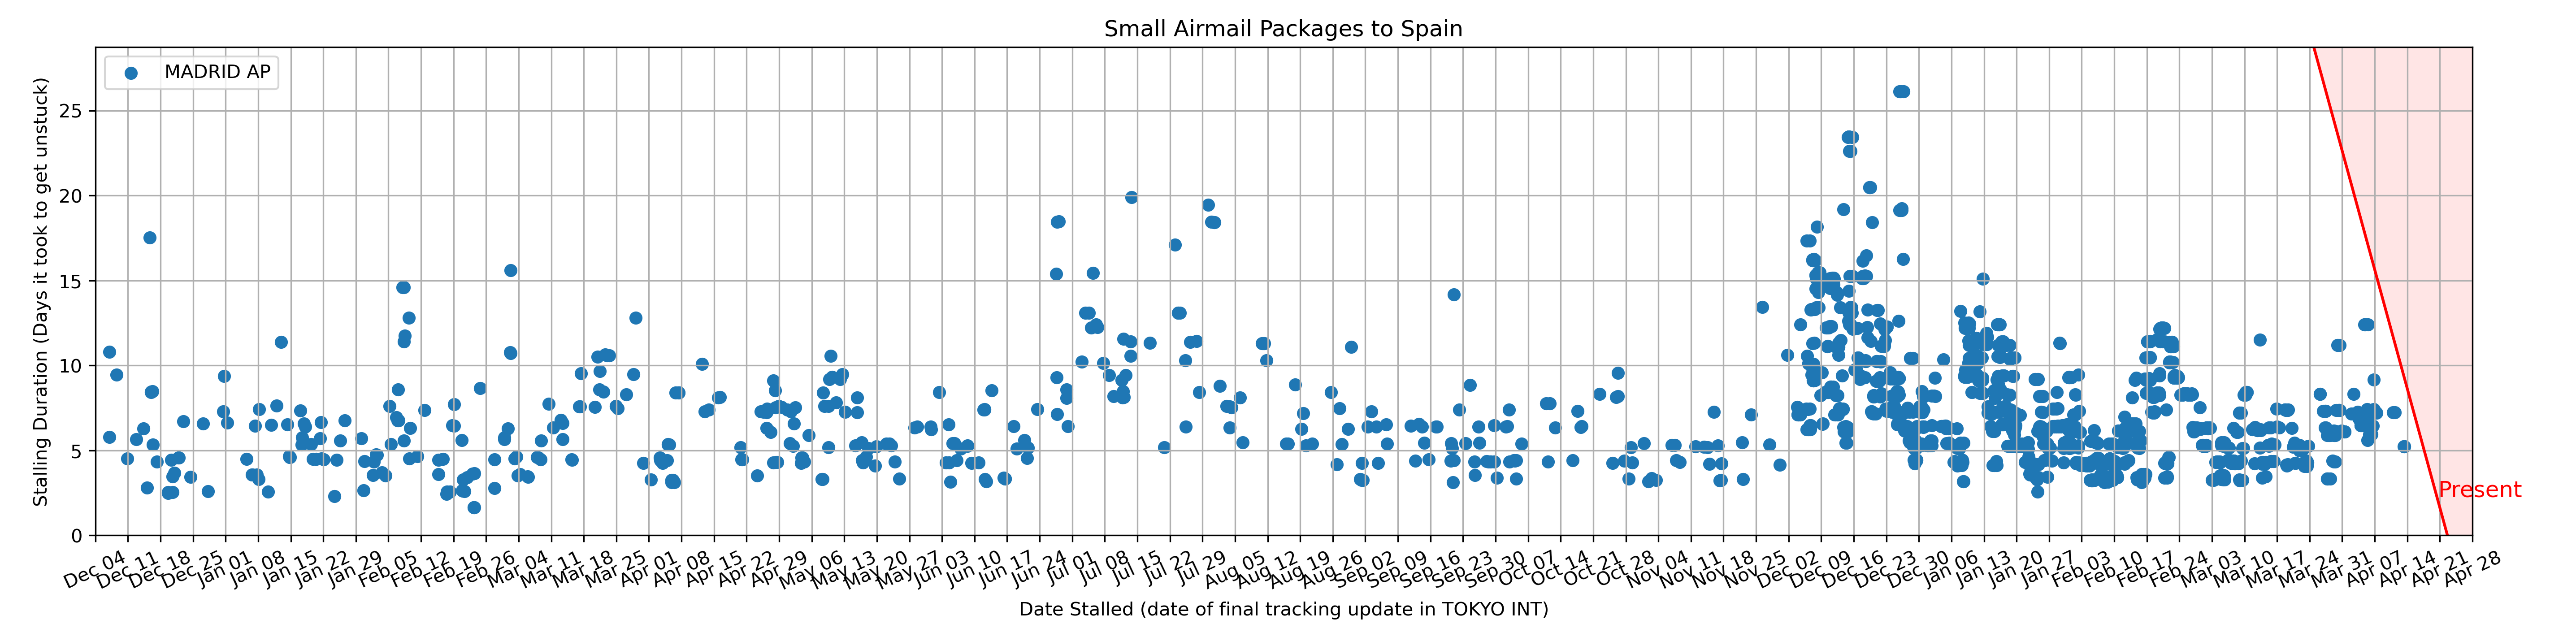 Small Airmail Packages to Spain
MADRID AP
Stalling Duration (Days it took to get unstuck)
25
20
15
10
5
0
Present
Dec 04 Dec 11 Dec 18 Dec 25 Jan 01 Jan 08 Jan 15 Jan 22 Jan 29 Feb 05 Feb 12 Feb 19 Feb 26 Mar 04 Mar 11 Mar 18 Mar 25 Apr 01 Apr 08 Apr 15 Apr 22 Apr 29 May 06 May 13 May 20 May 27 Jun 03 Jun 10 Jun 17 Jun 24 Jul 01 Jul 08 Jul 15 Jul 22 Jul 29 Aug 05 Aug 12 Aug 19 Aug 26 Sep 02 Sep 09 Sep 16 Sep 23 Sep 30 Oct 07 Oct 14 Oct 21 Oct 28 Nov 04 Nov 11 Nov 18 Nov 25 Dec 02 Dec 09 Dec 16 Dec 23 Dec 30 Jan 06 Jan 13 Jan 20 Jan 27 Feb 03 Feb 10 Feb 17 Feb 24 Mar 03 Mar 10 Mar 17 Mar 24 Mar 31 Apr 07 Apr 14 Apr 21 Apr 28
Date Stalled (date of final tracking update in TOKYO INT)